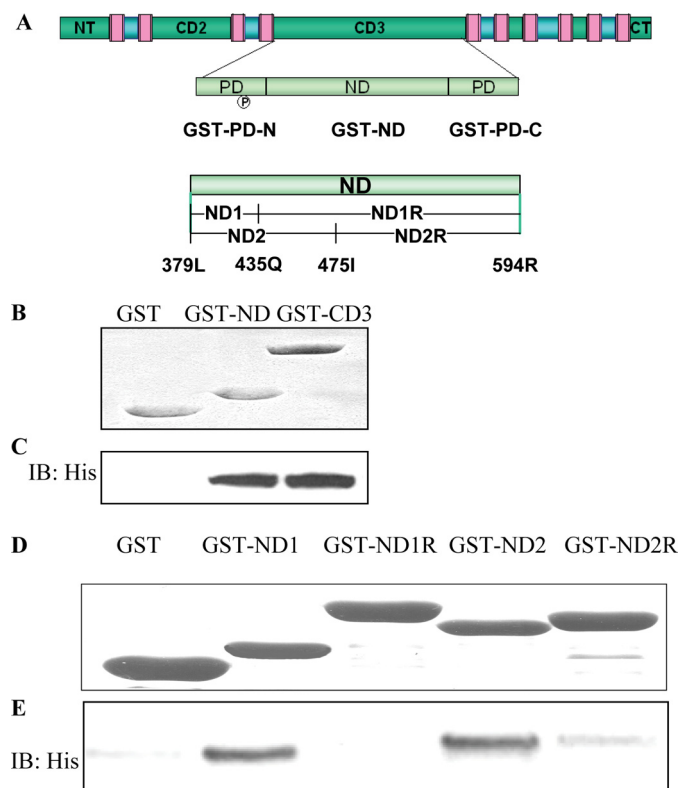 A
NT CD2 CD3 CT
PD ND PD
P
GST-PD-N GST-ND GST-PD-C
ND
ND1 ND1R
ND2 ND2R
379L 435Q 475I 594R
B GST GST-ND GST-CD3
C
IB: His
D GST GST-ND1 GST-ND1R GST-ND2 GST-ND2R
E
IB: His